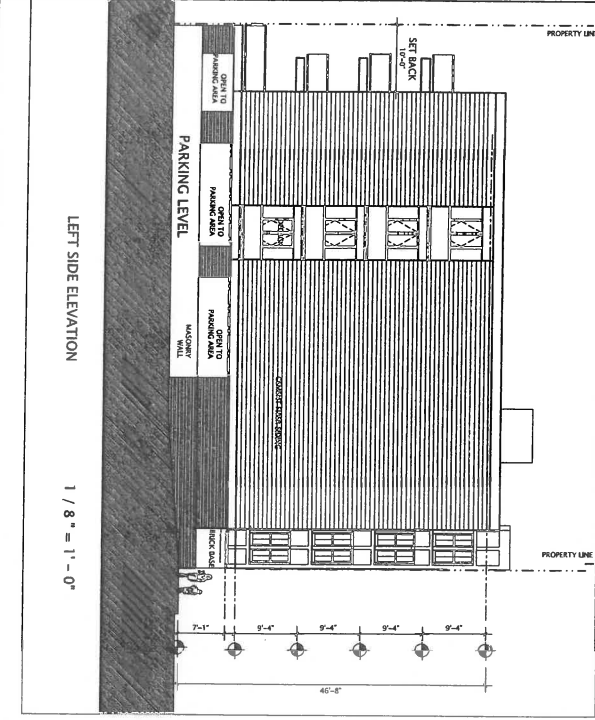 PROPERTY LINE
SET BACK
10'-0"
PROPERTY LINE
OPEN TO
PARKING AREA
OPEN TO
PARKING AREA
OPEN TO
PARKING AREA
PARKING LEVEL
MASONRY
WALL
BRICK BASE
7'-1"
9'-4"
9'-4"
9'-4"
9'-4"
46'-8"
LEFT SIDE ELEVATION
1 / 8 " = 1' - 0"